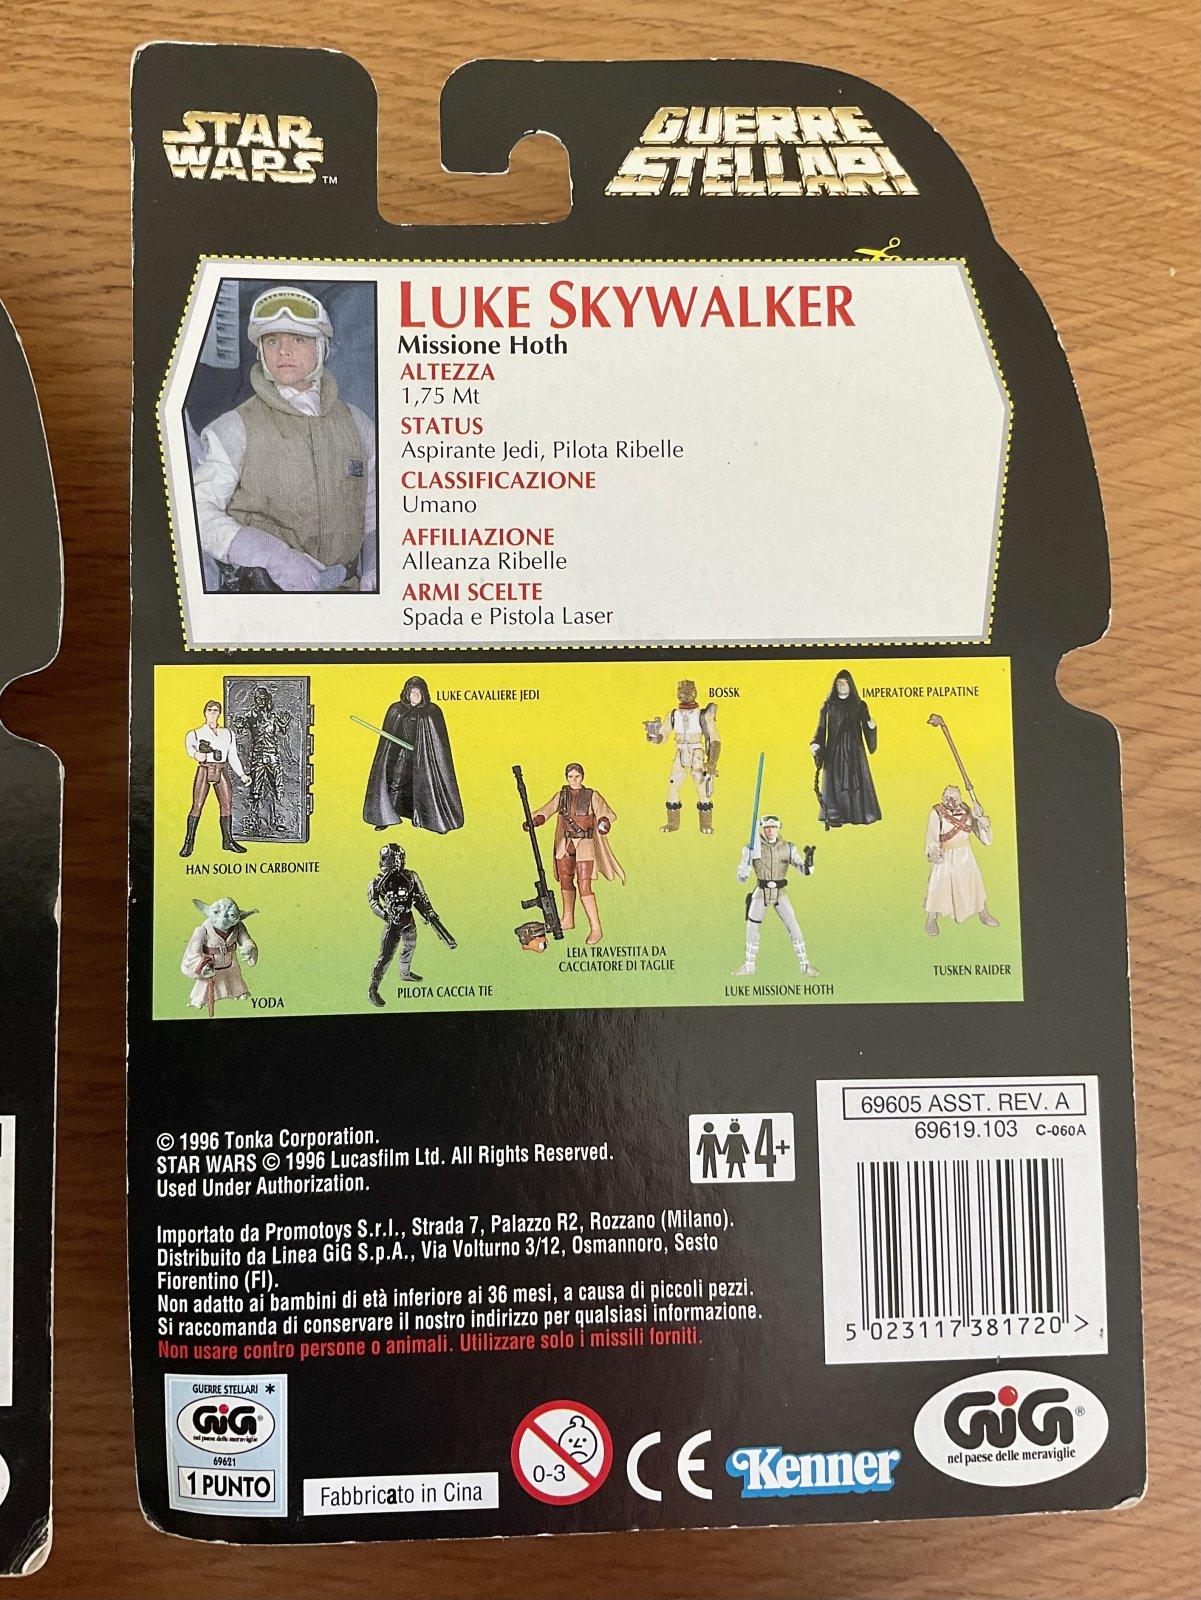 STAR
WARS™
GUERRE
STELLARI
LUKE SKYWALKER
Missione Hoth
ALTEZZA
1,75 Mt
STATUS
Aspirante Jedi, Pilota Ribelle
CLASSIFICAZIONE
Umano
AFFILIAZIONE
Alleanza Ribelle
ARMI SCELTE
Spada e Pistola Laser
LUKE CAVALIERE JEDI
BOSSK
IMPERATORE PALPATINE
HAN SOLO IN CARBONITE
LEIA TRAVESTITA DA
CACCIATORE DI TAGLIE
TUSKEN RAIDER
YODA
PILOTA CACCIA TIE
LUKE MISSIONE HOTH
© 1996 Tonka Corporation.
STAR WARS © 1996 Lucasfilm Ltd. All Rights Reserved.
Used Under Authorization.
4+
69605 ASST. REV. A
69619.103 C-060A
5 023117 381720 >
Importato da Promotoys S.r.l., Strada 7, Palazzo R2, Rozzano (Milano).
Distribuito da Linea GiG S.p.A., Via Volturno 3/12, Osmannoro, Sesto
Fiorentino (FI).
Non adatto ai bambini di età inferiore ai 36 mesi, a causa di piccoli pezzi.
Si raccomanda di conservare il nostro indirizzo per qualsiasi informazione.
Non usare contro persone o animali. Utilizzare solo i missili forniti.
GUERRE STELLARI *
GiG®
nel paese delle meraviglie
69621
1 PUNTO
Fabbricato in Cina
0-3
CE
Kenner
GiG®
nel paese delle meraviglie